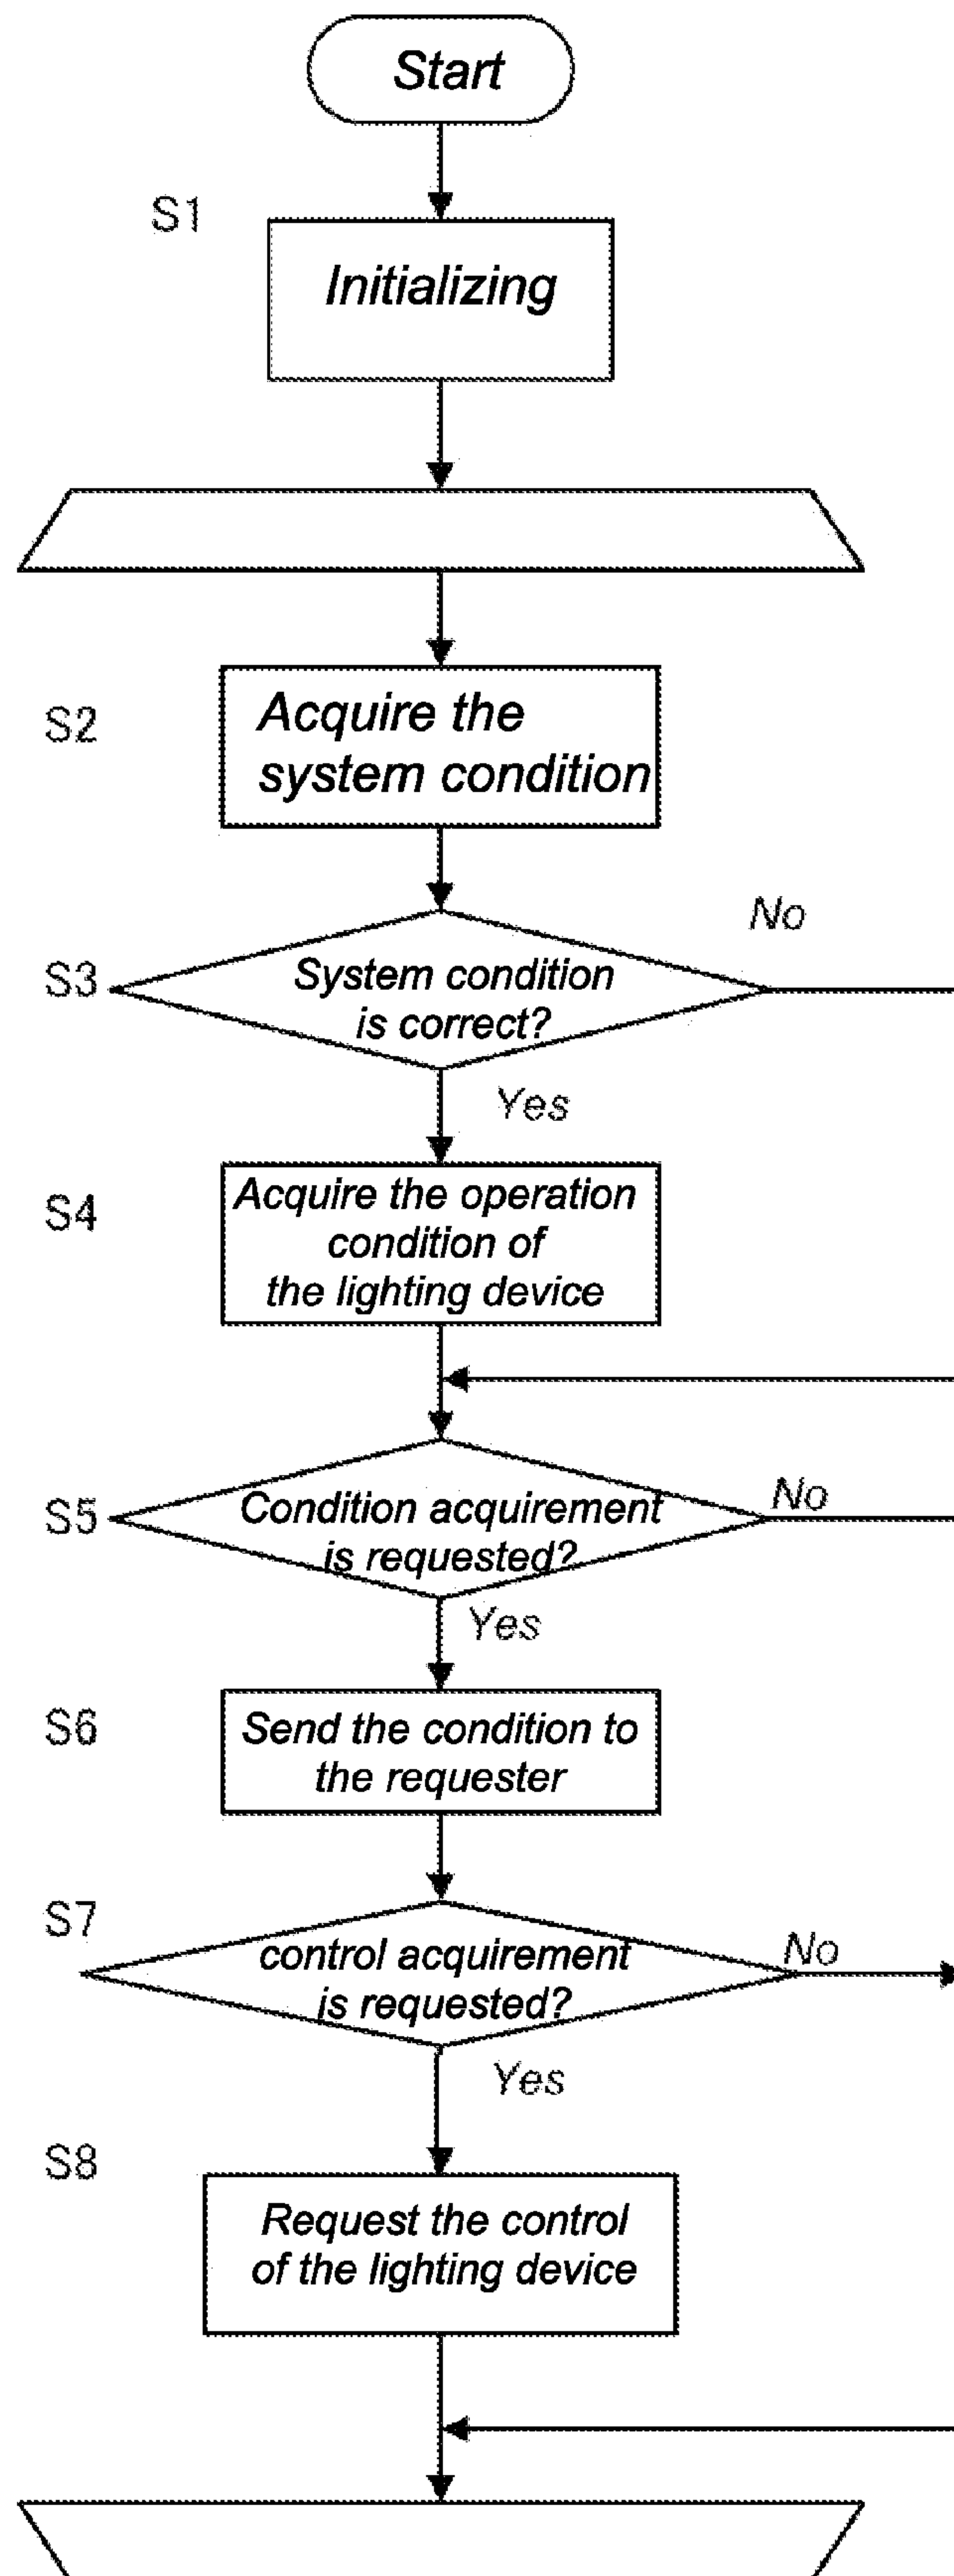 Start
S1
Initializing
S2
Acquire the
system condition
No
S3
System condition
is correct?
Yes
S4
Acquire the operation
condition of
the lighting device
S5
Condition acquirement
is requested?
No
Yes
S6
Send the condition to
the requester
S7
control acquirement
is requested?
No
Yes
S8
Request the control
of the lighting device